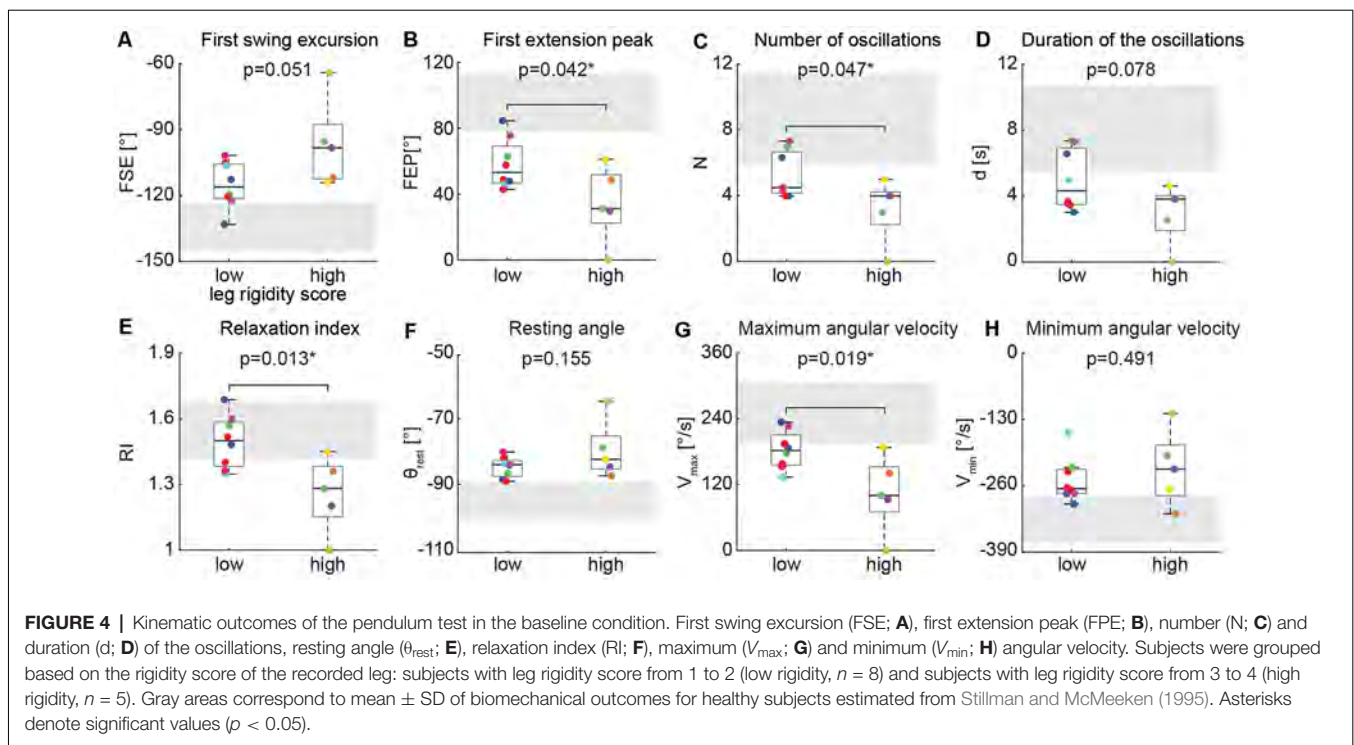 A First swing excursion
p=0.051
FSE [°]
-60
-90
-120
-150
low high
leg rigidity score
B First extension peak
p=0.042*
FEP[°]
120
80
40
0
low high
C Number of oscillations
p=0.047*
N
12
8
4
0
low high
D Duration of the oscillations
p=0.078
d [s]
12
8
4
0
low high
E Relaxation index
p=0.013*
RI
1.9
1.6
1.3
1
low high
F Resting angle
p=0.155
θrest [°]
-50
-70
-90
-110
low high
G Maximum angular velocity
p=0.019*
Vmax [°/s]
360
240
120
0
low high
H Minimum angular velocity
p=0.491
Vmin [°/s]
0
-130
-260
-390
low high
FIGURE 4 | Kinematic outcomes of the pendulum test in the baseline condition. First swing excursion (FSE; A), first extension peak (FPE; B), number (N; C) and
duration (d; D) of the oscillations, resting angle (θrest; E), relaxation index (RI; F), maximum (Vmax; G) and minimum (Vmin; H) angular velocity. Subjects were grouped
based on the rigidity score of the recorded leg: subjects with leg rigidity score from 1 to 2 (low rigidity, n = 8) and subjects with leg rigidity score from 3 to 4 (high
rigidity, n = 5). Gray areas correspond to mean ± SD of biomechanical outcomes for healthy subjects estimated from Stillman and McMeeken (1995). Asterisks
denote significant values (p < 0.05).